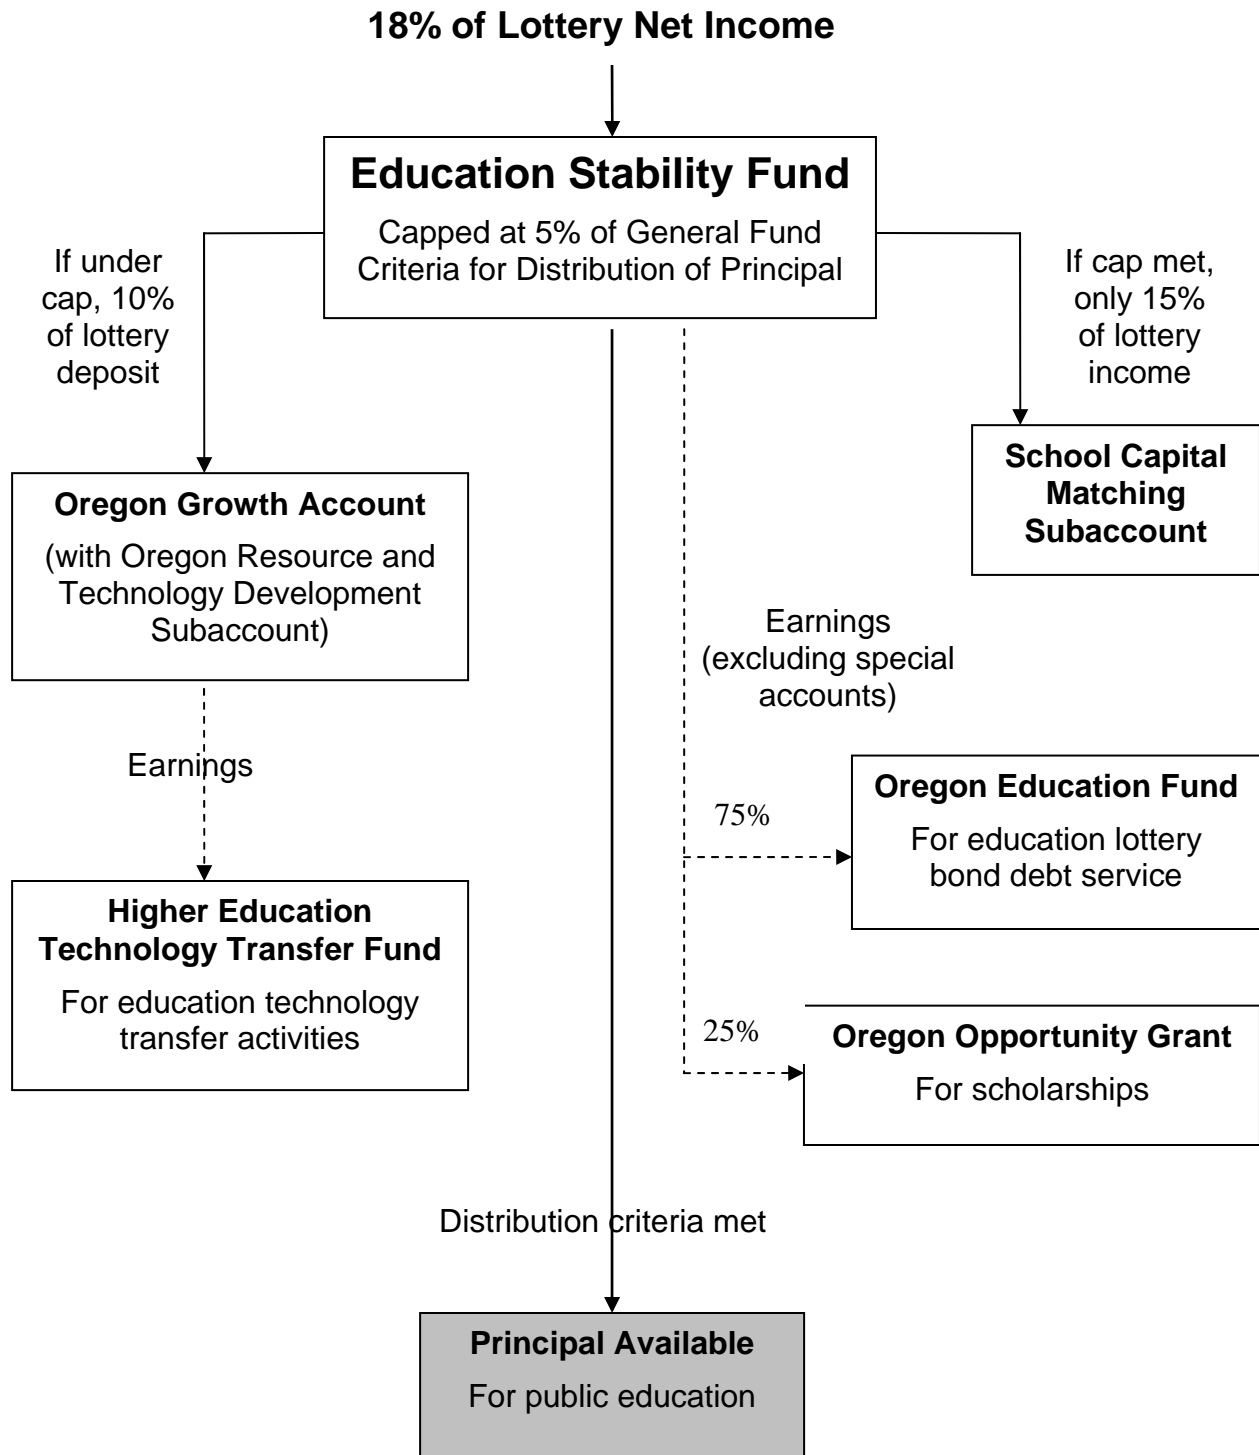 18% of Lottery Net Income
Education Stability Fund
Capped at 5% of General Fund
Criteria for Distribution of Principal
If under
cap, 10%
of lottery
deposit
If cap met,
only 15%
of lottery
income
Oregon Growth Account
(with Oregon Resource and
Technology Development
Subaccount)
School Capital
Matching
Subaccount
Earnings
(excluding special
accounts)
Earnings
75%
Oregon Education Fund
For education lottery
bond debt service
Higher Education
Technology Transfer Fund
For education technology
transfer activities
25%
Oregon Opportunity Grant
For scholarships
Distribution criteria met
Principal Available
For public education